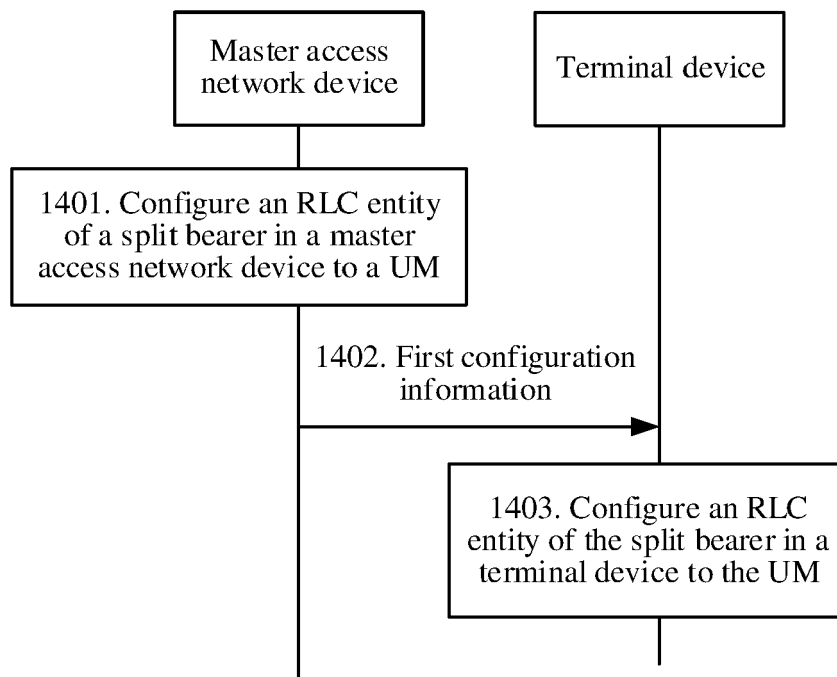 Master access
network device
Terminal device
1401. Configure an RLC entity
of a split bearer in a master
access network device to a UM
1402. First configuration
information
1403. Configure an RLC
entity of the split bearer in a
terminal device to the UM